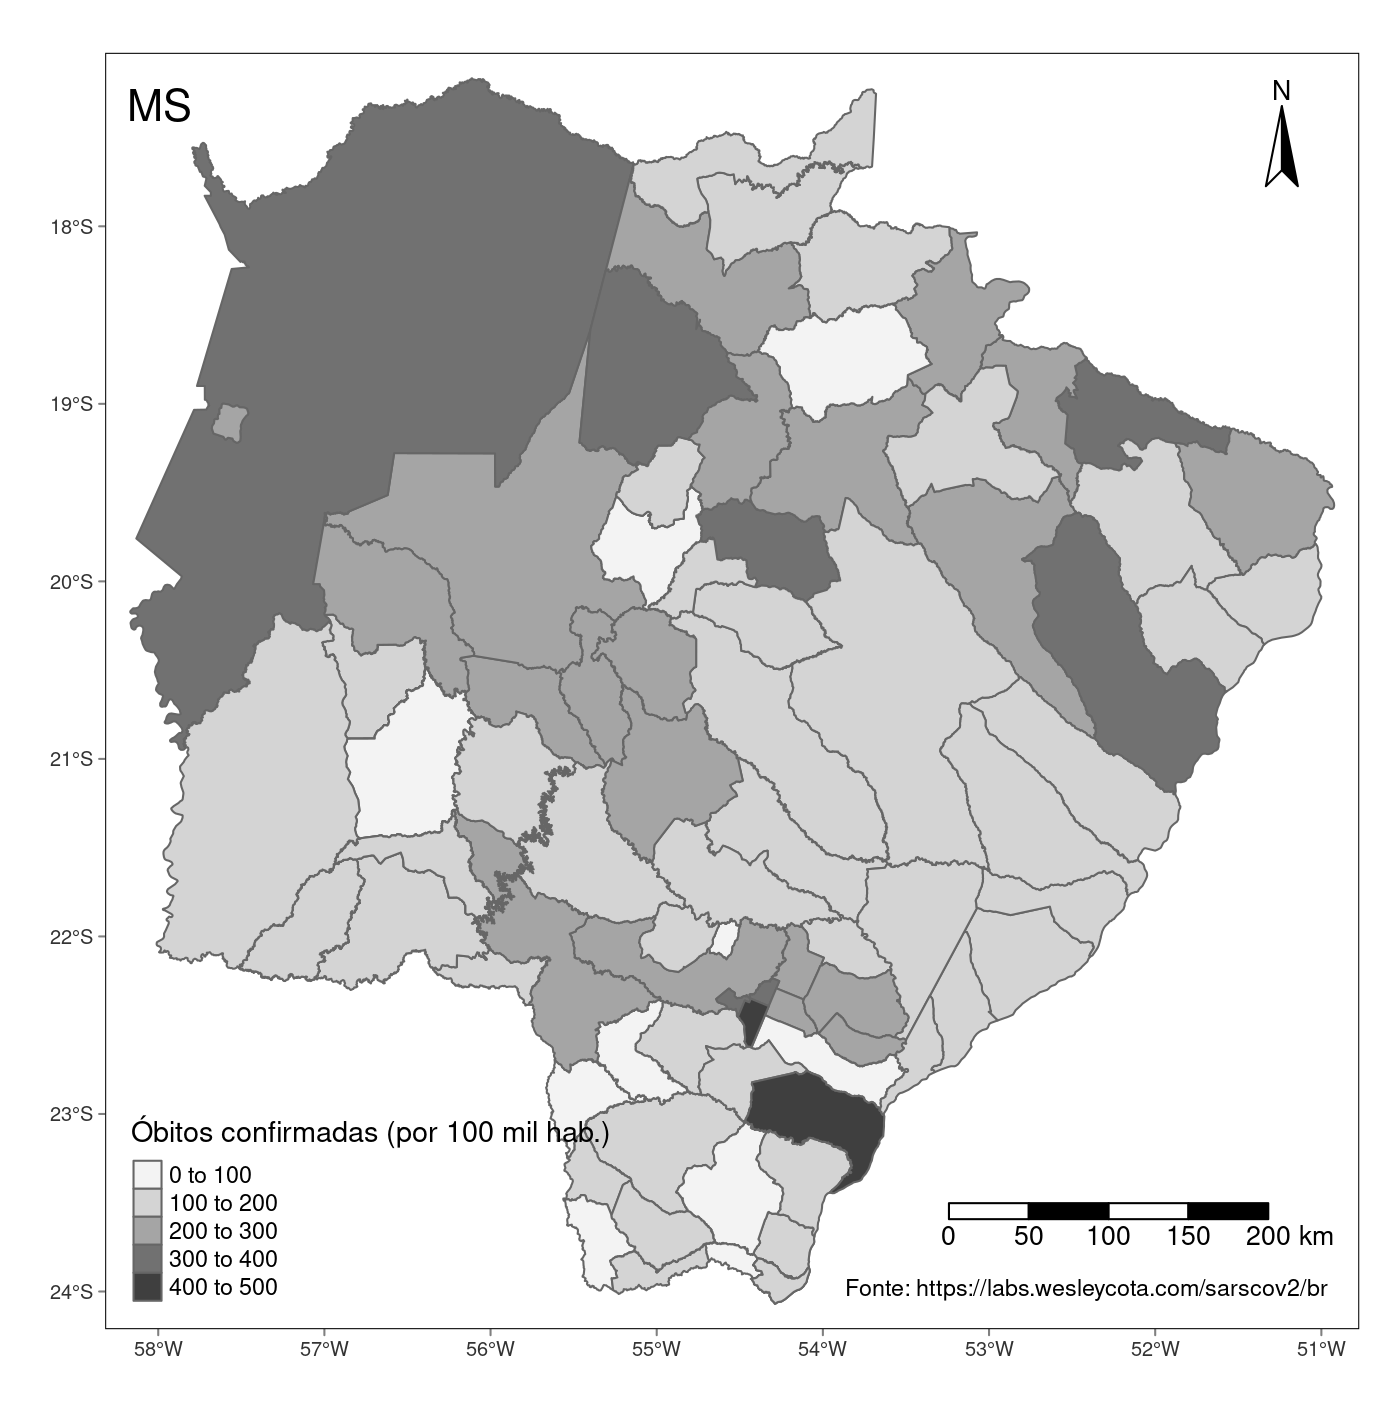 MS
N
18°S
19°S
20°S
21°S
22°S
23°S
24°S
Óbitos confirmadas (por 100 mil hab.)
0 to 100
100 to 200
200 to 300
300 to 400
400 to 500
0 50 100 150 200 km
Fonte: https://labs.wesleycota.com/sarscov2/br
58°W 57°W 56°W 55°W 54°W 53°W 52°W 51°W